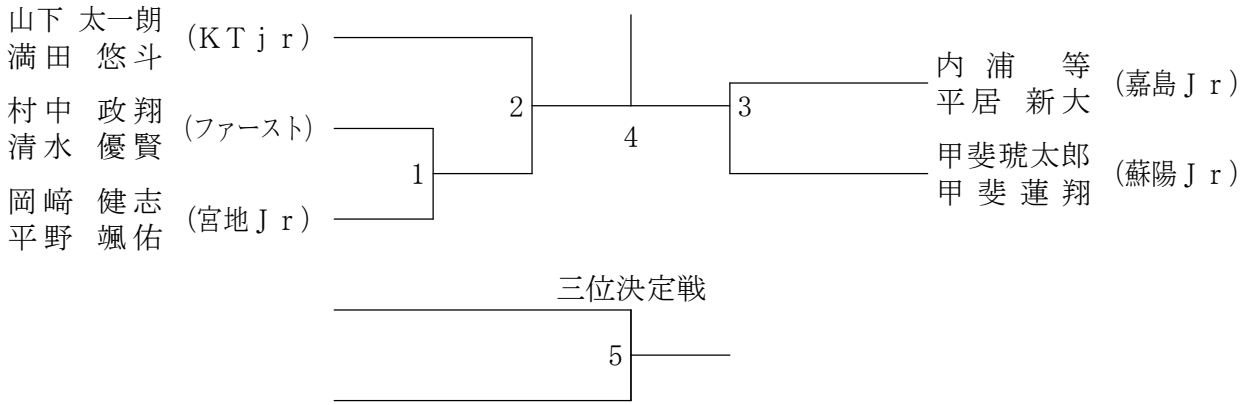 山下 太一朗
満田 悠斗
(KTjr)
村中 政翔
清水 優賢
(ファースト)
岡﨑 健志
平野 颯佑
(宮地Jr)
1
2
4
3
内浦 等
平居 新大
(嘉島Jr)
甲斐琥太郎
甲斐蓮翔
(蘇陽Jr)
三位決定戦
5